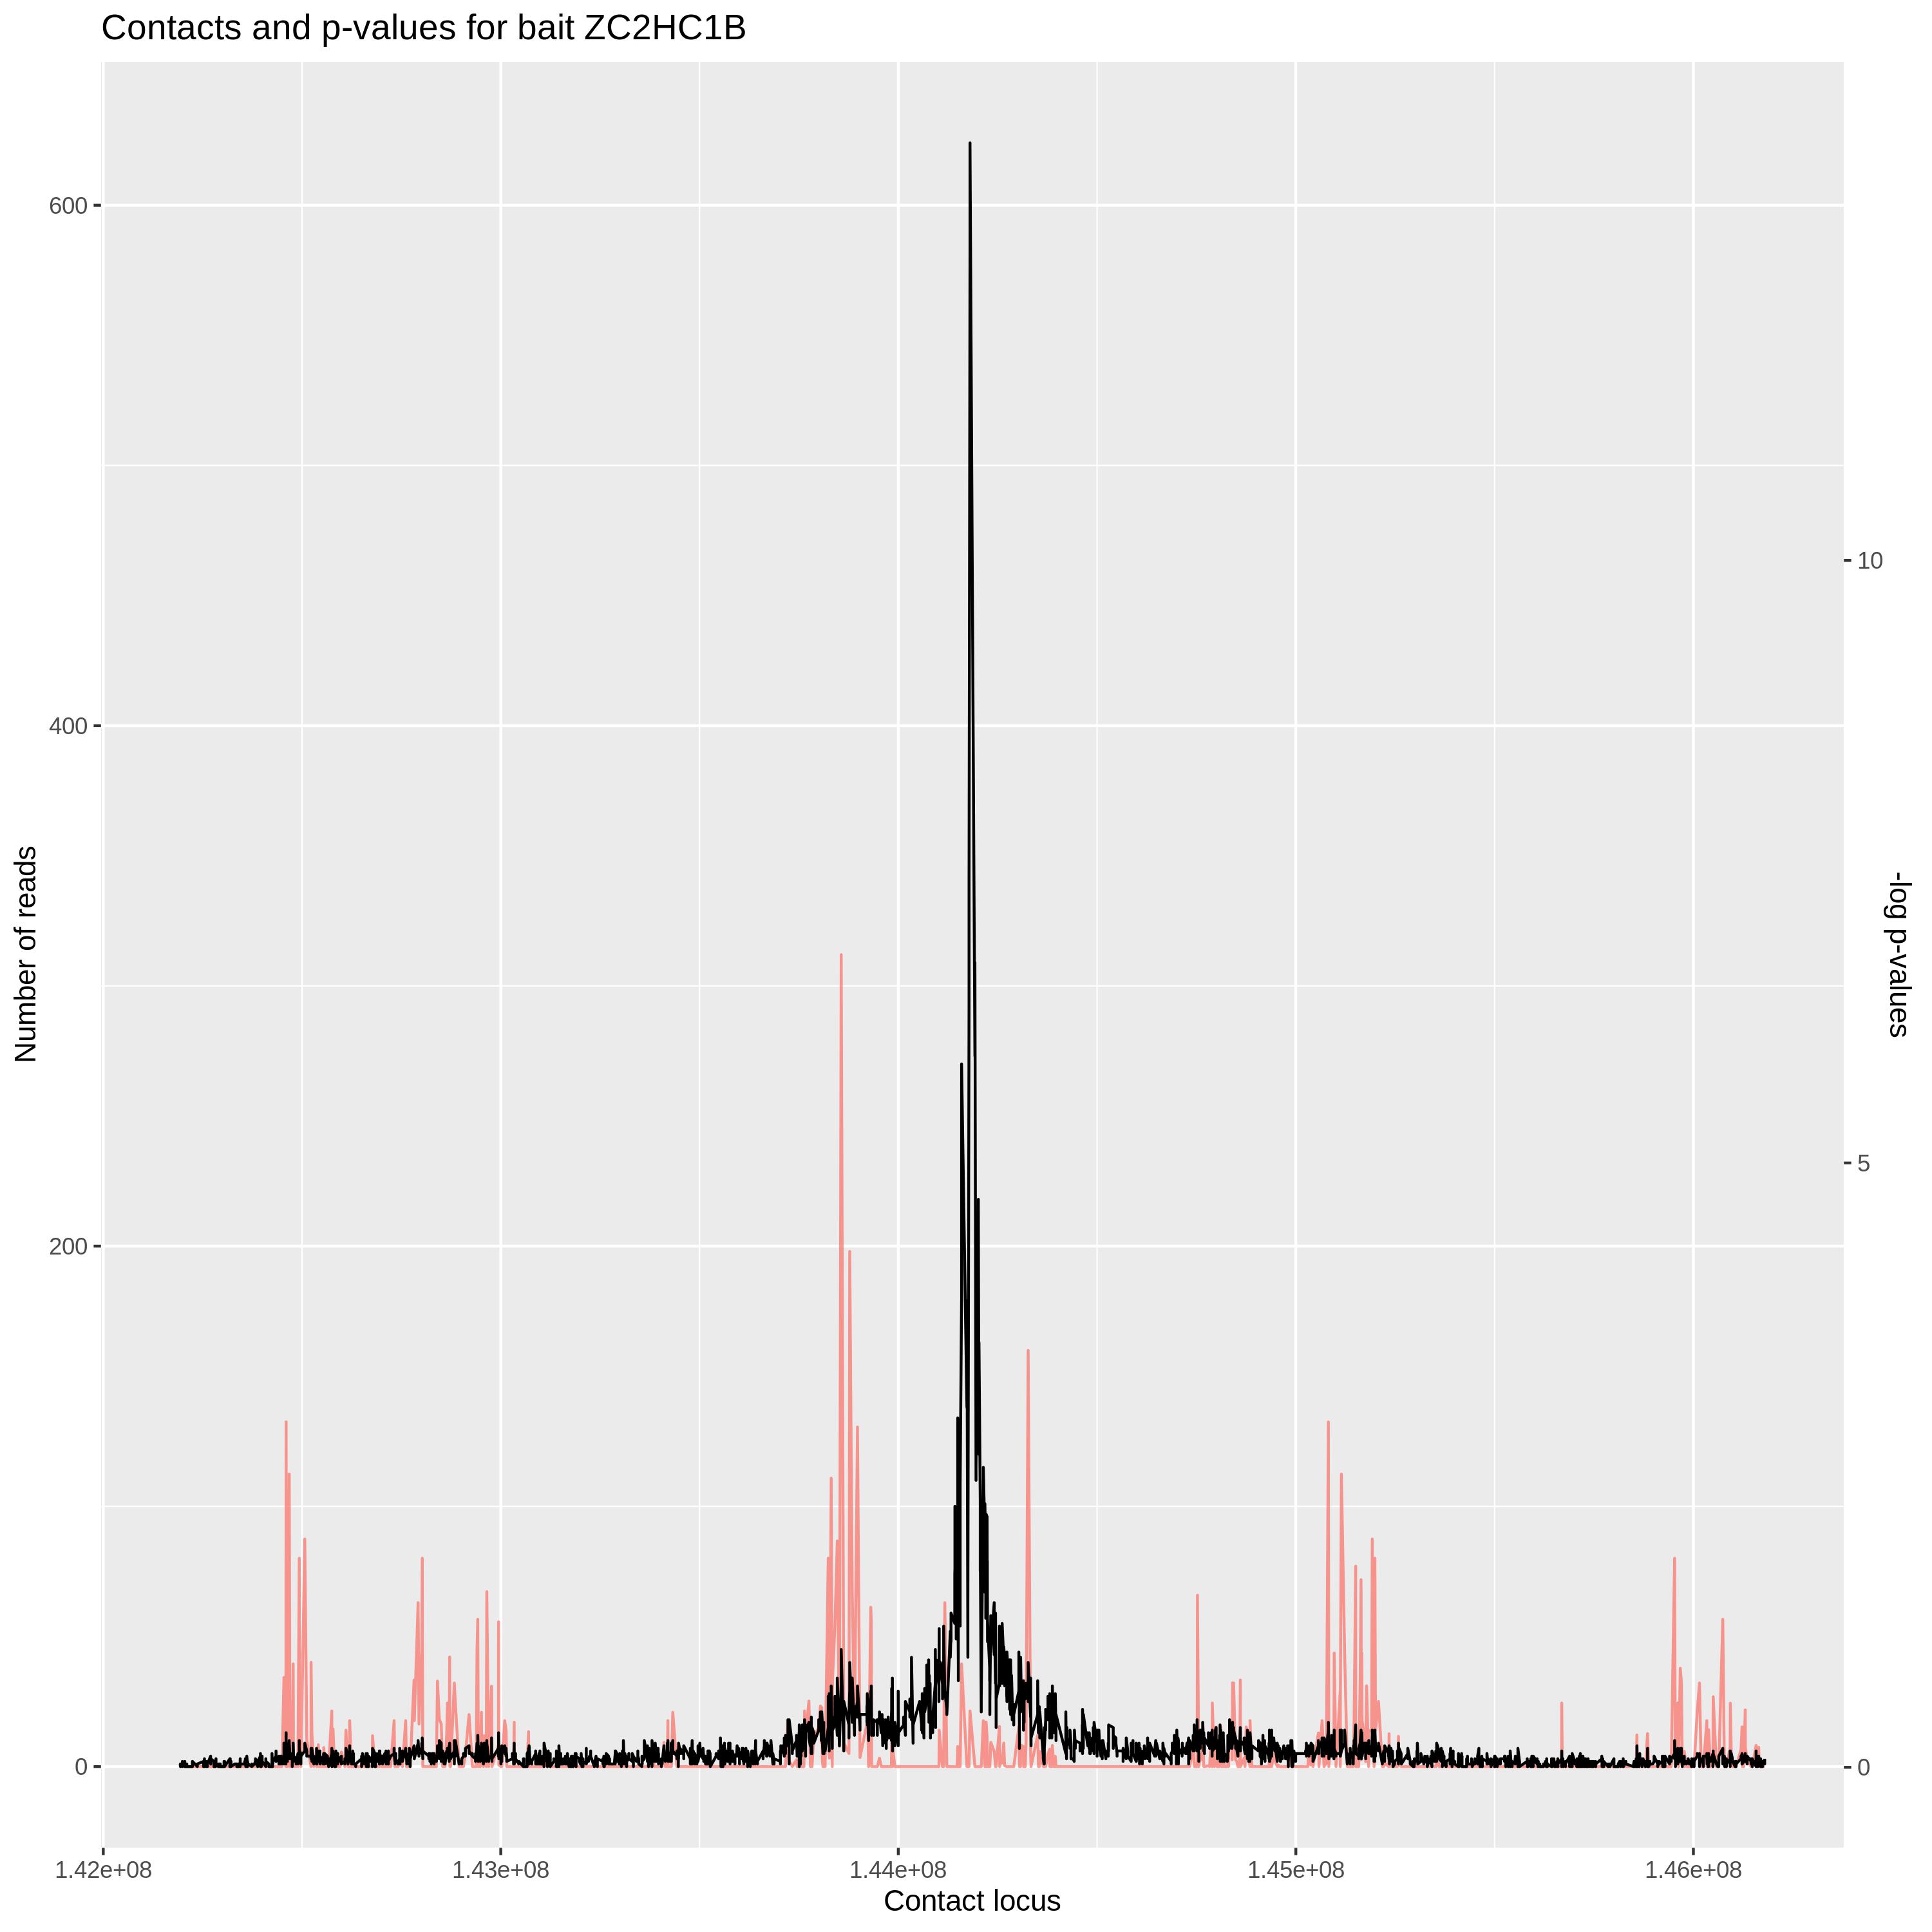 Contacts and p-values for bait ZC2HC1B
600
400
200
0
Number of reads
10
5
0
-log p-values
1.42e+08
1.43e+08
1.44e+08
1.45e+08
1.46e+08
Contact locus